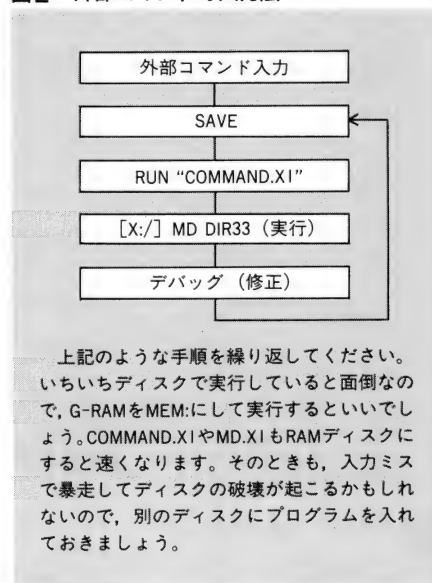 外部コマンド入力
SAVE
RUN “COMMAND.X1”
[X:/] MD DIR33（実行）
デバッグ（修正）
上記のような手順を繰り返してください。
いちいちディスクで実行していると面倒なの
で，G-RAMをMEM:にして実行するといいでし
ょう。COMMAND.X1やMD.X1もRAMディスクに
すると速くなります。そのときも，入力ミス
で暴走してディスクの破壊が起こるかもしれ
ないので，別のディスクにプログラムを入れ
ておきましょう。